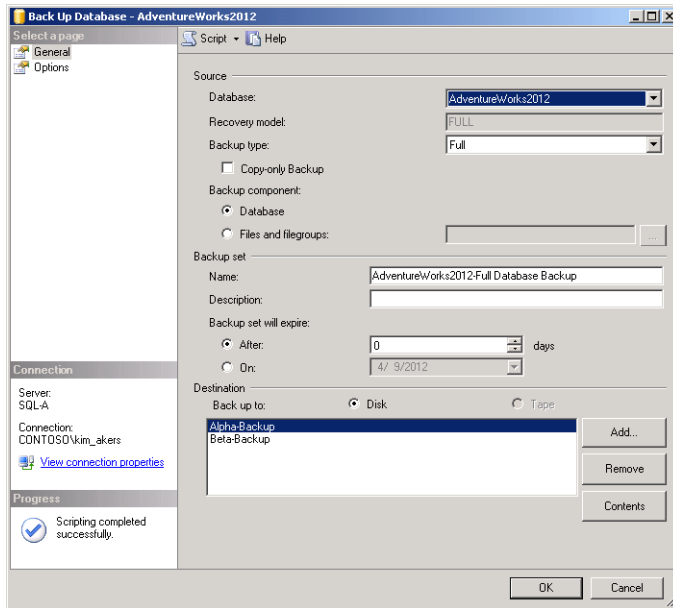 Back Up Database - AdventureWorks2012
Select a page
General
Options
Script Help
Source
Database: AdventureWorks2012
Recovery model: FULL
Backup type: Full
Copy-only Backup
Backup component:
Database
Files and filegroups: ...
Backup set
Name: AdventureWorks2012-Full Database Backup
Description:
Backup set will expire:
After: 0 days
On: 4/ 9/2012
Destination
Back up to: Disk Tape
Alpha-Backup
Beta-Backup
Add...
Remove
Contents
Connection
Server:
SQL-A
Connection:
CONTOSO\kim_akers
View connection properties
Progress
Scripting completed
successfully.
OK Cancel